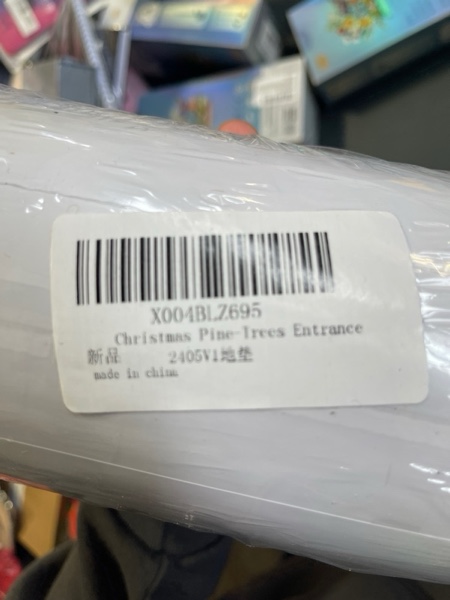 X004BLZ695
Christmas Pine-Trees Entrance
新品 2405V1地垫
made in china